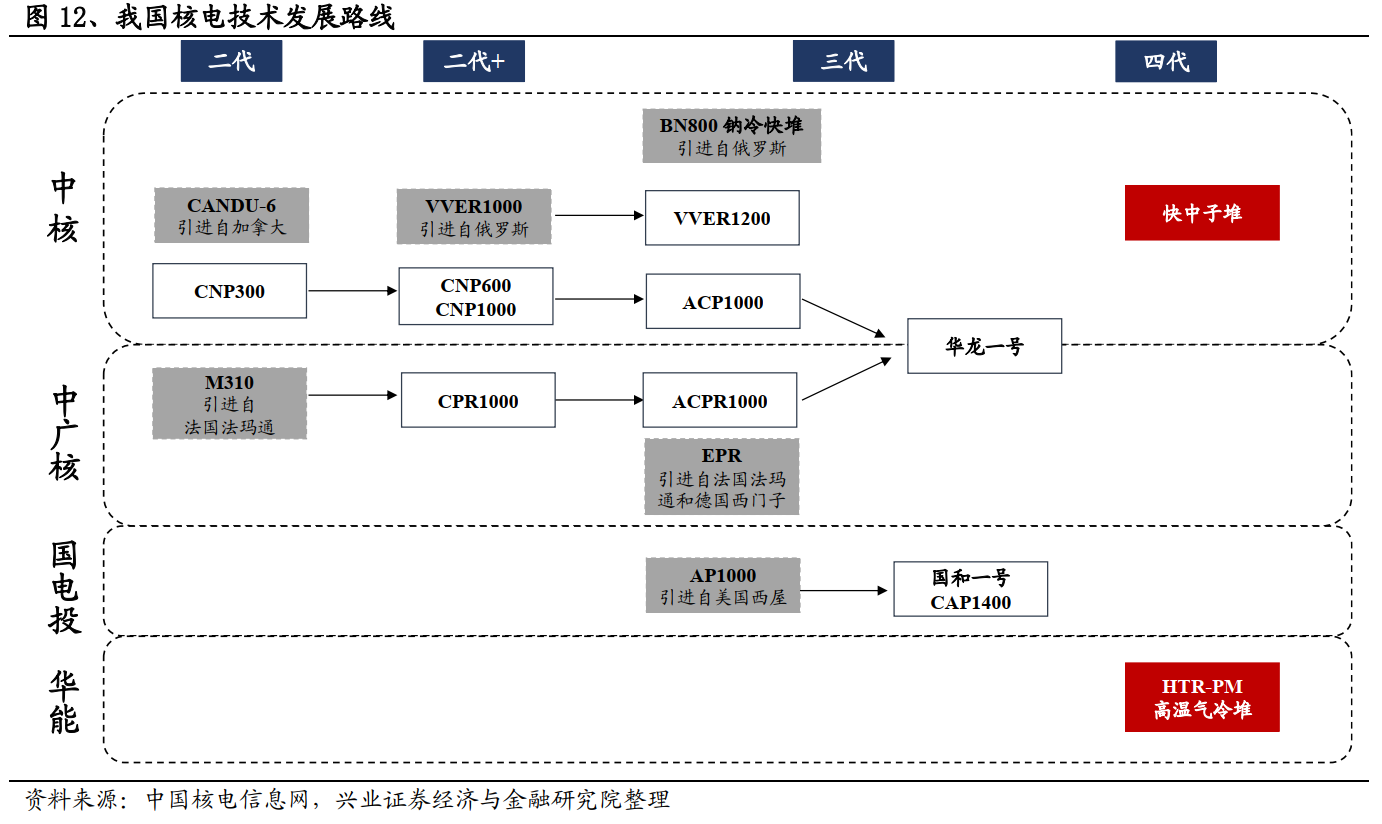 图 12、我国核电技术发展路线
二代
二代+
三代
四代
中
核
BN800 钠冷快堆
引进自俄罗斯
CANDU-6
引进自加拿大
VVER1000
引进自俄罗斯
VVER1200
快中子堆
CNP300
CNP600
CNP1000
ACP1000
华龙一号
中
广
核
M310
引进自
法国法玛通
CPR1000
ACPR1000
EPR
引进自法国法玛
通和德国西门子
国
电
投
AP1000
引进自美国西屋
国和一号
CAP1400
华
能
HTR-PM
高温气冷堆
资料来源：中国核电信息网，兴业证券经济与金融研究院整理